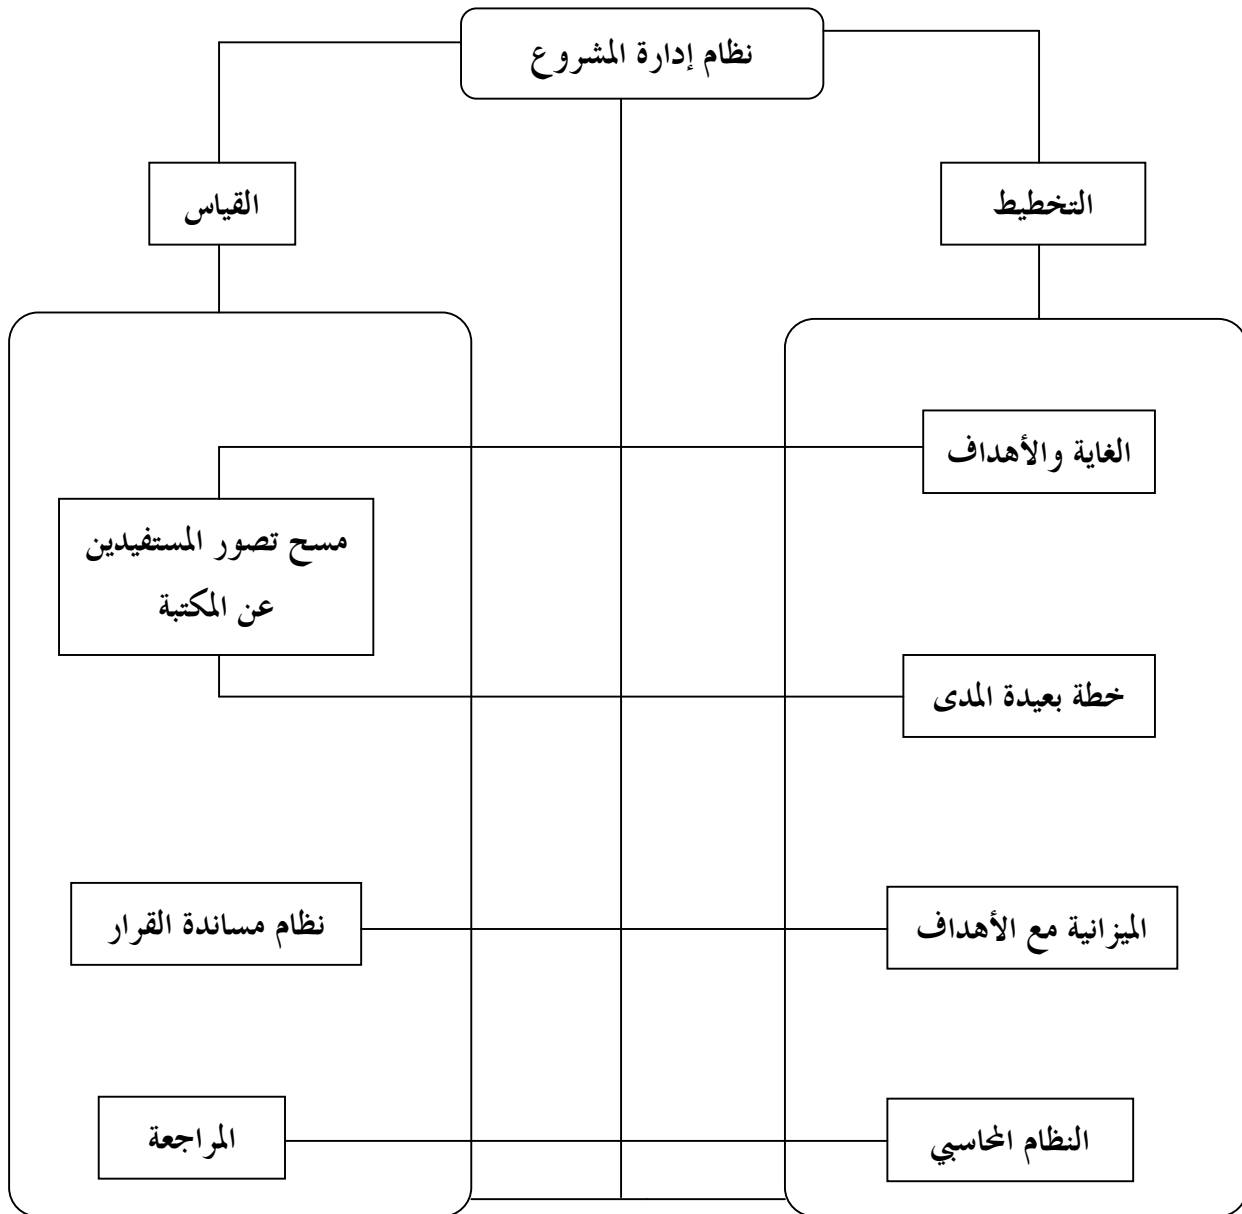 نظام إدارة المشروع
التخطيط
القياس
الغاية والأهداف
مسح تصور المستفيدين
عن المكتبة
خطة بعيدة المدى
الميزانية مع الأهداف
نظام مساندة القرار
النظام المحاسبي
المراجعة